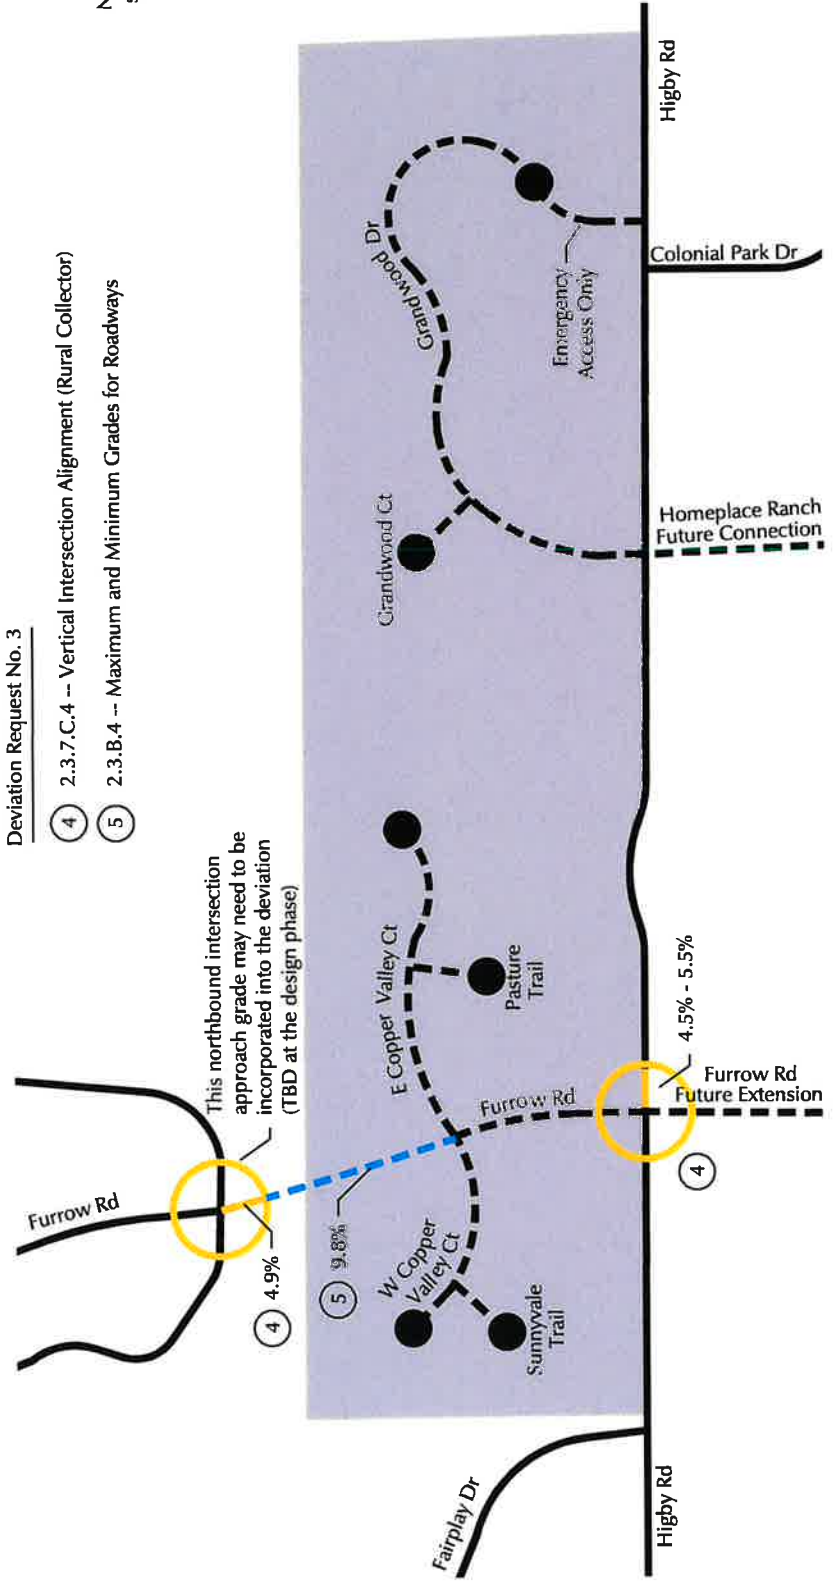 Deviation Request No. 3
4 2.3.7.C.4 -- Vertical Intersection Alignment (Rural Collector)
5 2.3.B.4 -- Maximum and Minimum Grades for Roadways
This northbound intersection
approach grade may need to be
incorporated into the deviation
(TBD at the design phase)
Furrow Rd
4 4.9%
5 9.8%
W Copper
Valley Ct
Sunnyvale
Trail
E Copper Valley Ct
Pasture
Trail
Furrow Rd
Grandwood Ct
Grandwood Dr
Emergency
Access Only
Fairplay Dr
Higby Rd
4
4.5% - 5.5%
Furrow Rd
Future Extension
Homeplace Ranch
Future Connection
Colonial Park Dr
Higby Rd